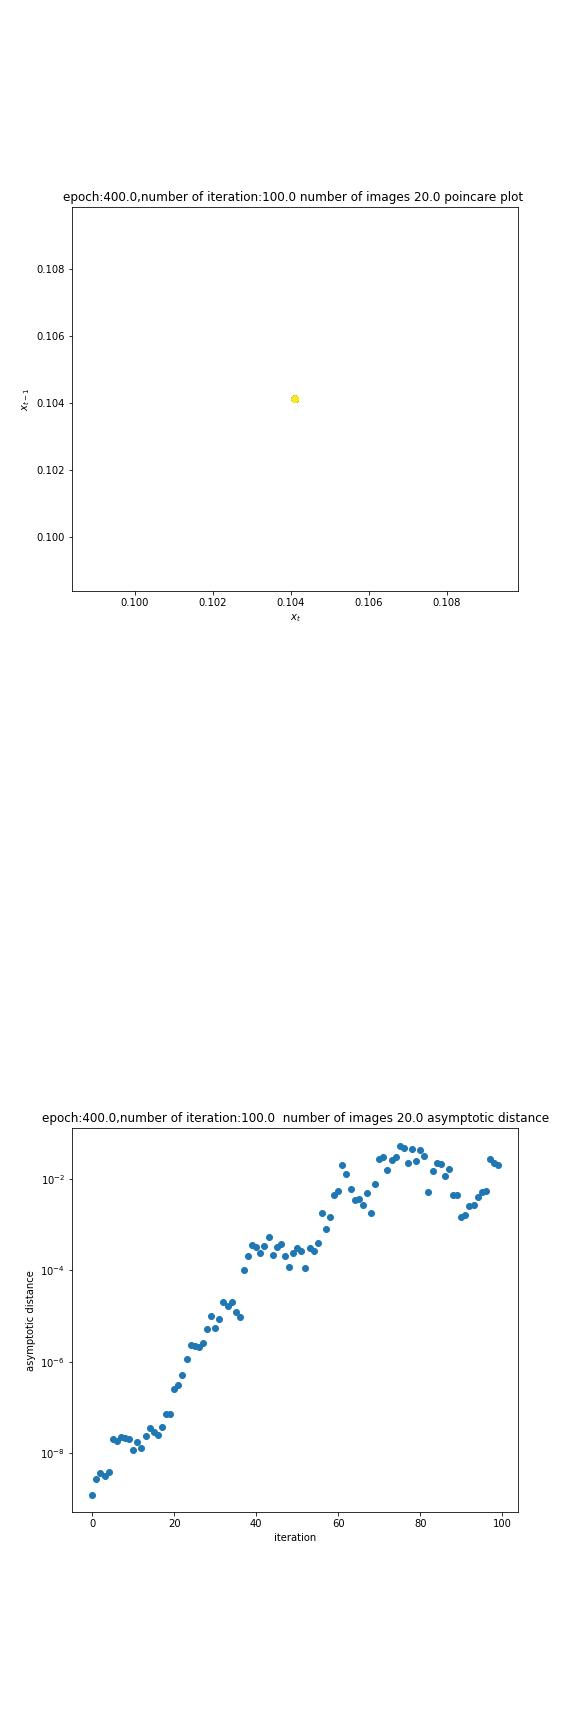 epoch:400.0,number of iteration:100.0 number of images 20.0 poincare plot
0.108
0.106
0.104
0.102
0.100
x_{t-1}
0.100 0.102 0.104 0.106 0.108
x_t
epoch:400.0,number of iteration:100.0  number of images 20.0 asymptotic distance
10^{-2}
10^{-4}
10^{-6}
10^{-8}
asymptotic distance
0 20 40 60 80 100
iteration